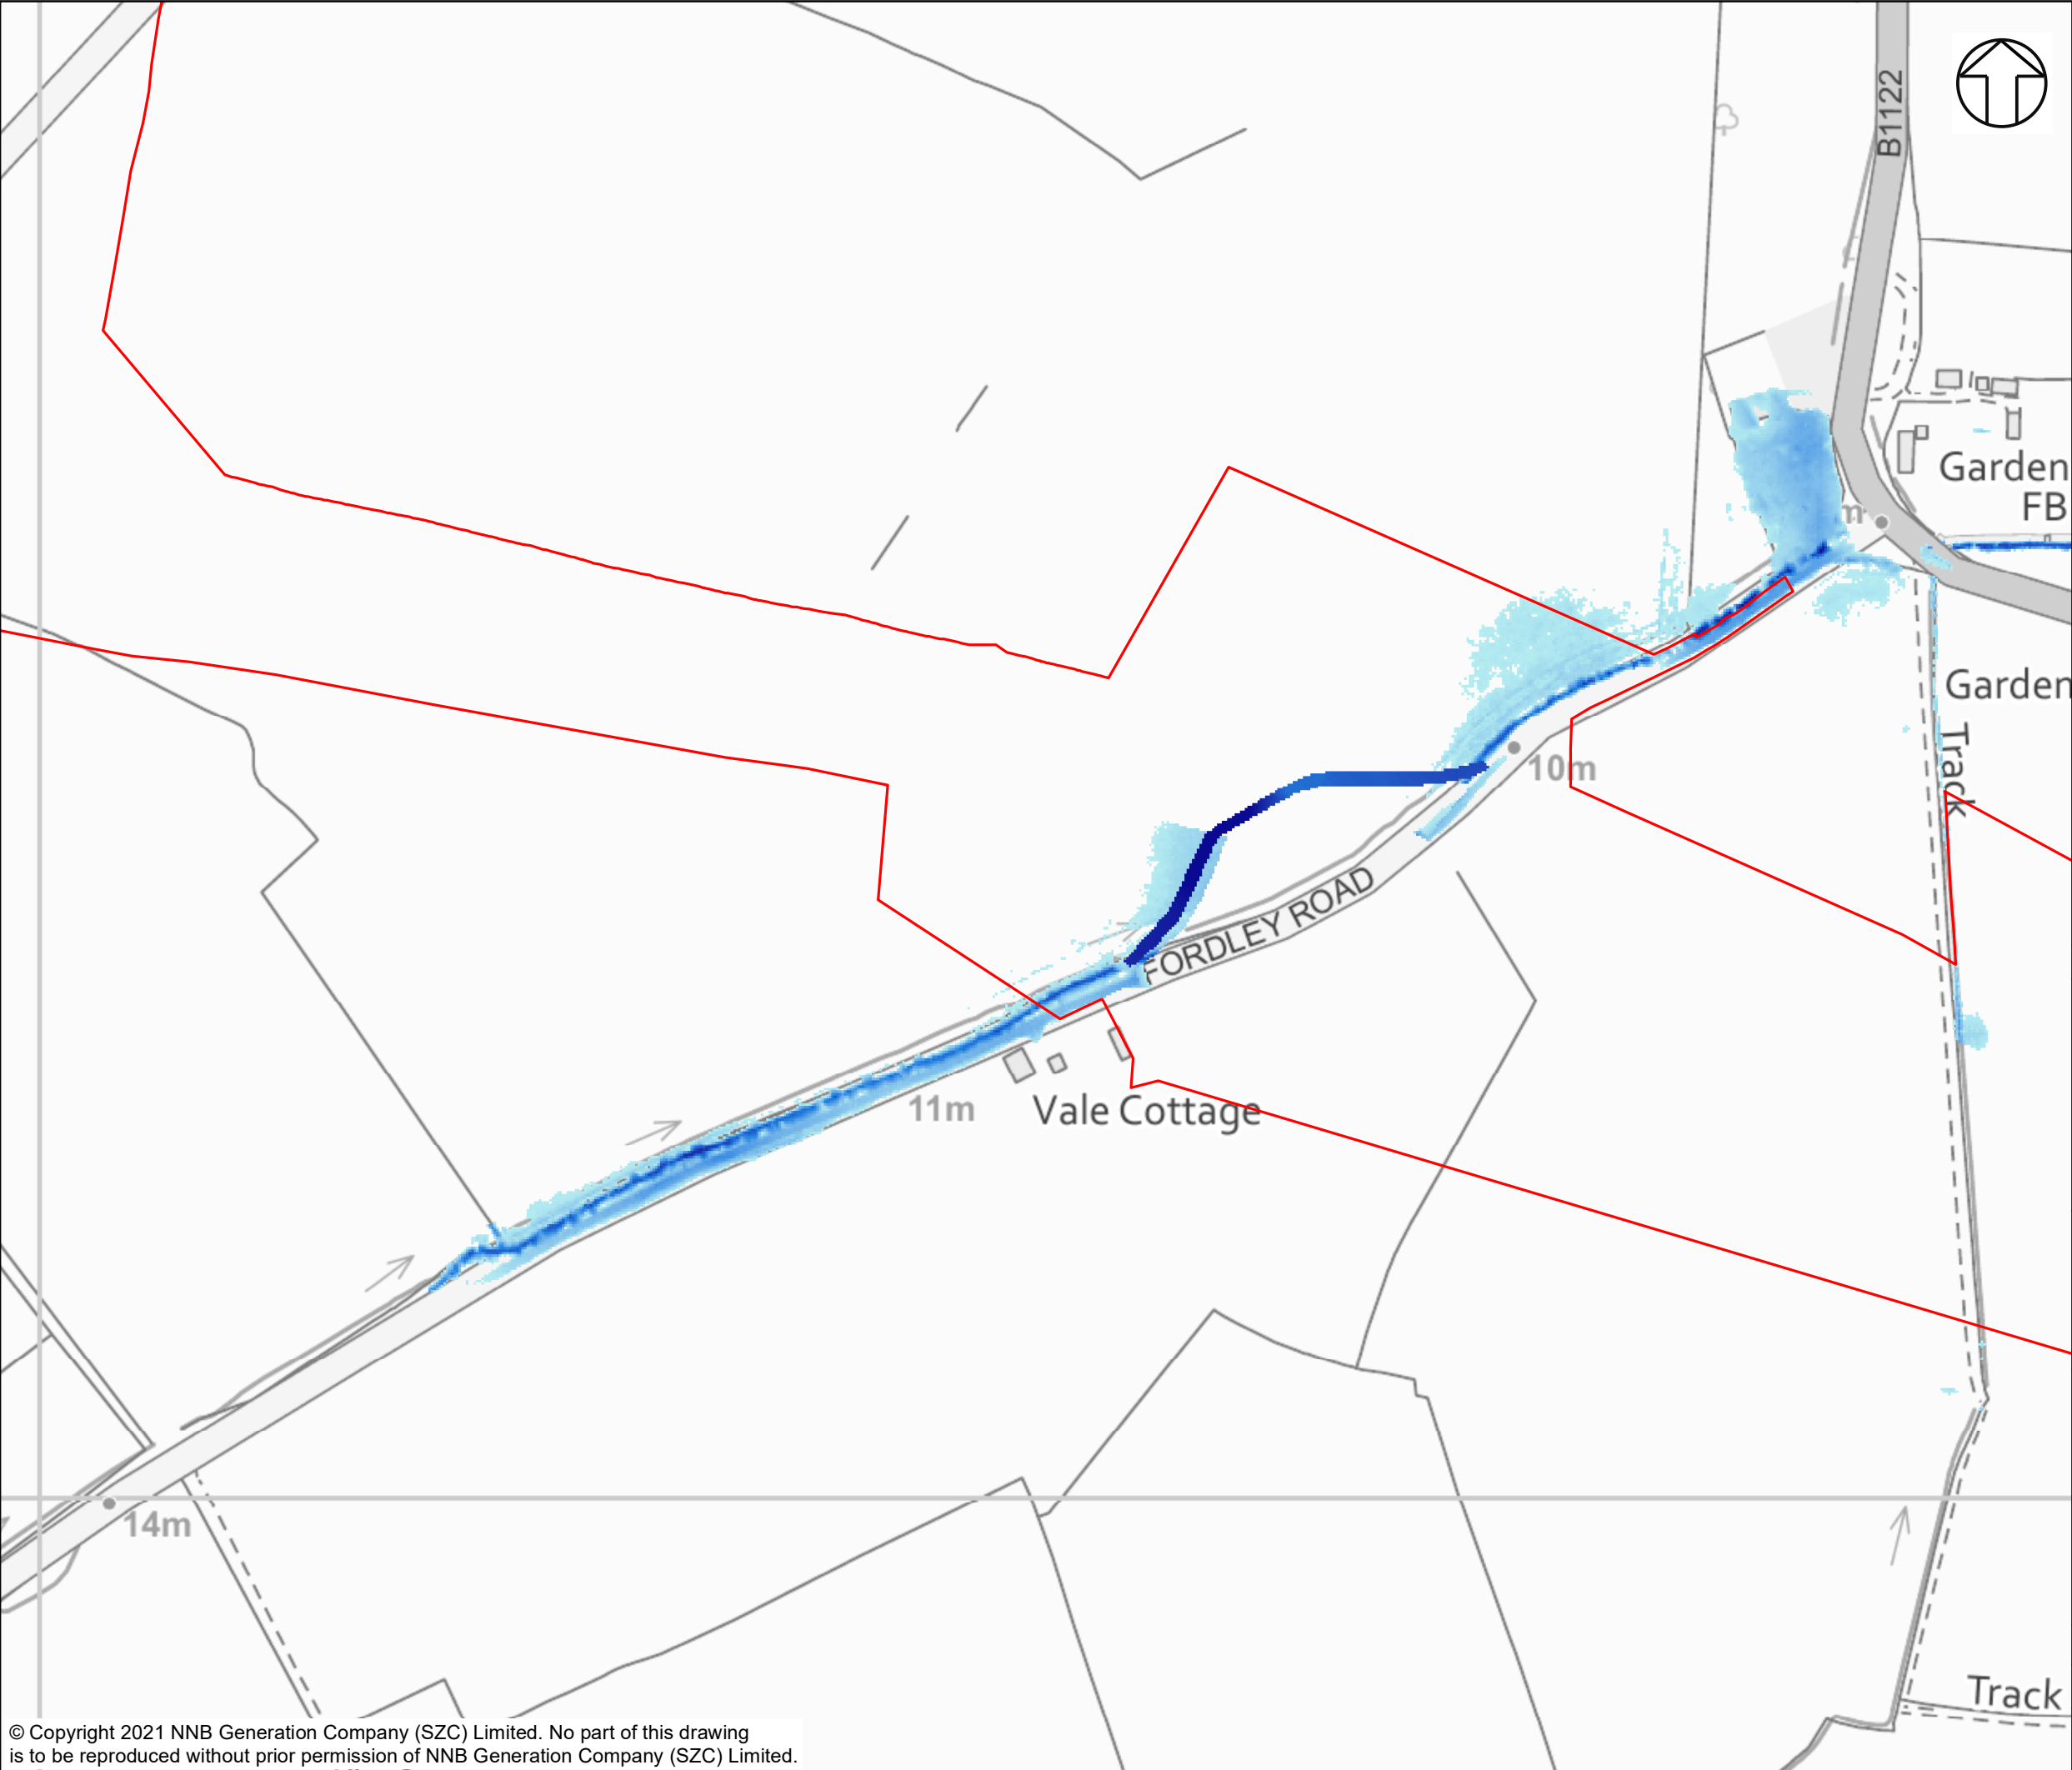 B1122
Garden
FB
m
Garden
Track
10m
FORDLEY ROAD
11m
Vale Cottage
14m
Track
© Copyright 2021 NNB Generation Company (SZC) Limited. No part of this drawing
is to be reproduced without prior permission of NNB Generation Company (SZC) Limited.